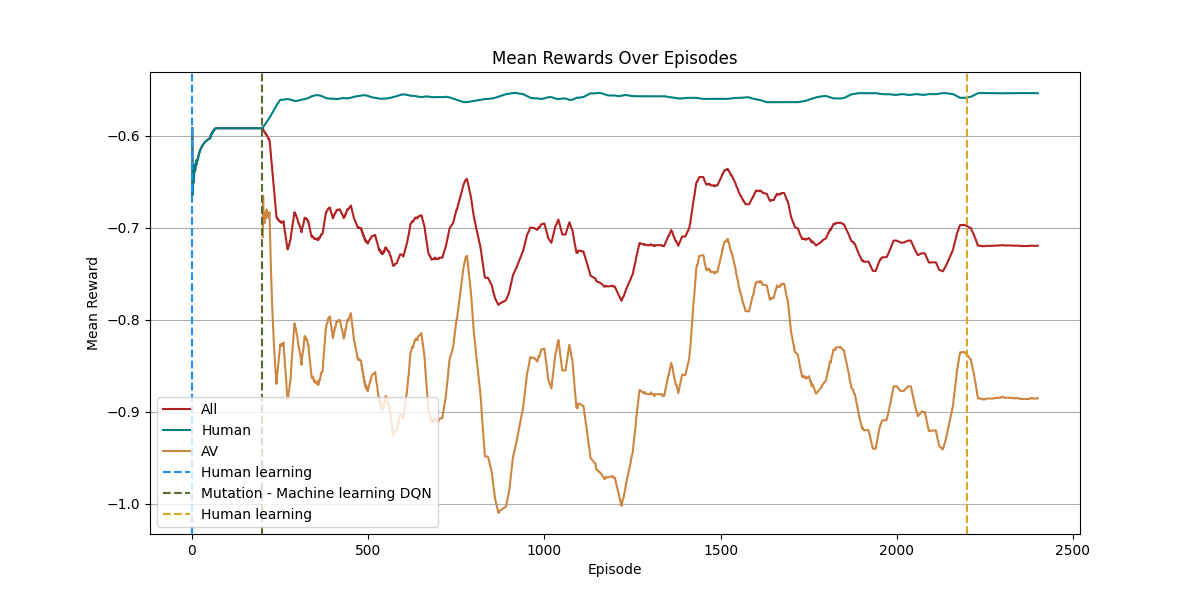 Mean Rewards Over Episodes
Mean Reward
−0.6
−0.7
−0.8
−0.9
−1.0
All
Human
AV
Human learning
Mutation - Machine learning DQN
Human learning
0 500 1000 1500 2000 2500
Episode